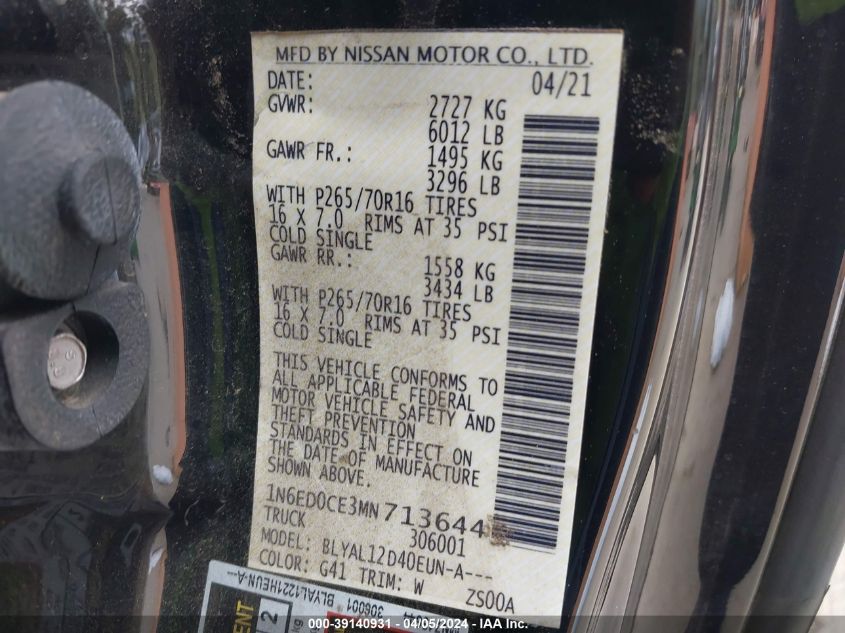 MFD BY NISSAN MOTOR CO., LTD.
DATE: 04/21
GVWR: 2727 KG
6012 LB
GAWR FR.: 1495 KG
3296 LB
WITH P265/70R16 TIRES
16 X 7.0 RIMS AT 35 PSI
COLD SINGLE
GAWR RR.: 1558 KG
3434 LB
WITH P265/70R16 TIRES
16 X 7.0 RIMS AT 35 PSI
COLD SINGLE
THIS VEHICLE CONFORMS TO
ALL APPLICABLE FEDERAL
MOTOR VEHICLE SAFETY AND
THEFT PREVENTION
STANDARDS IN EFFECT ON
THE DATE OF MANUFACTURE
SHOWN ABOVE.
1N6ED0CE3MN713644
TRUCK 306001
MODEL: BLYAL12D40EUN-A---
COLOR: G41 TRIM: W ZS00A
BLYAL1221HEUN-A--
306001
2
kg
000-39140931 - 04/05/2024 - IAA Inc.